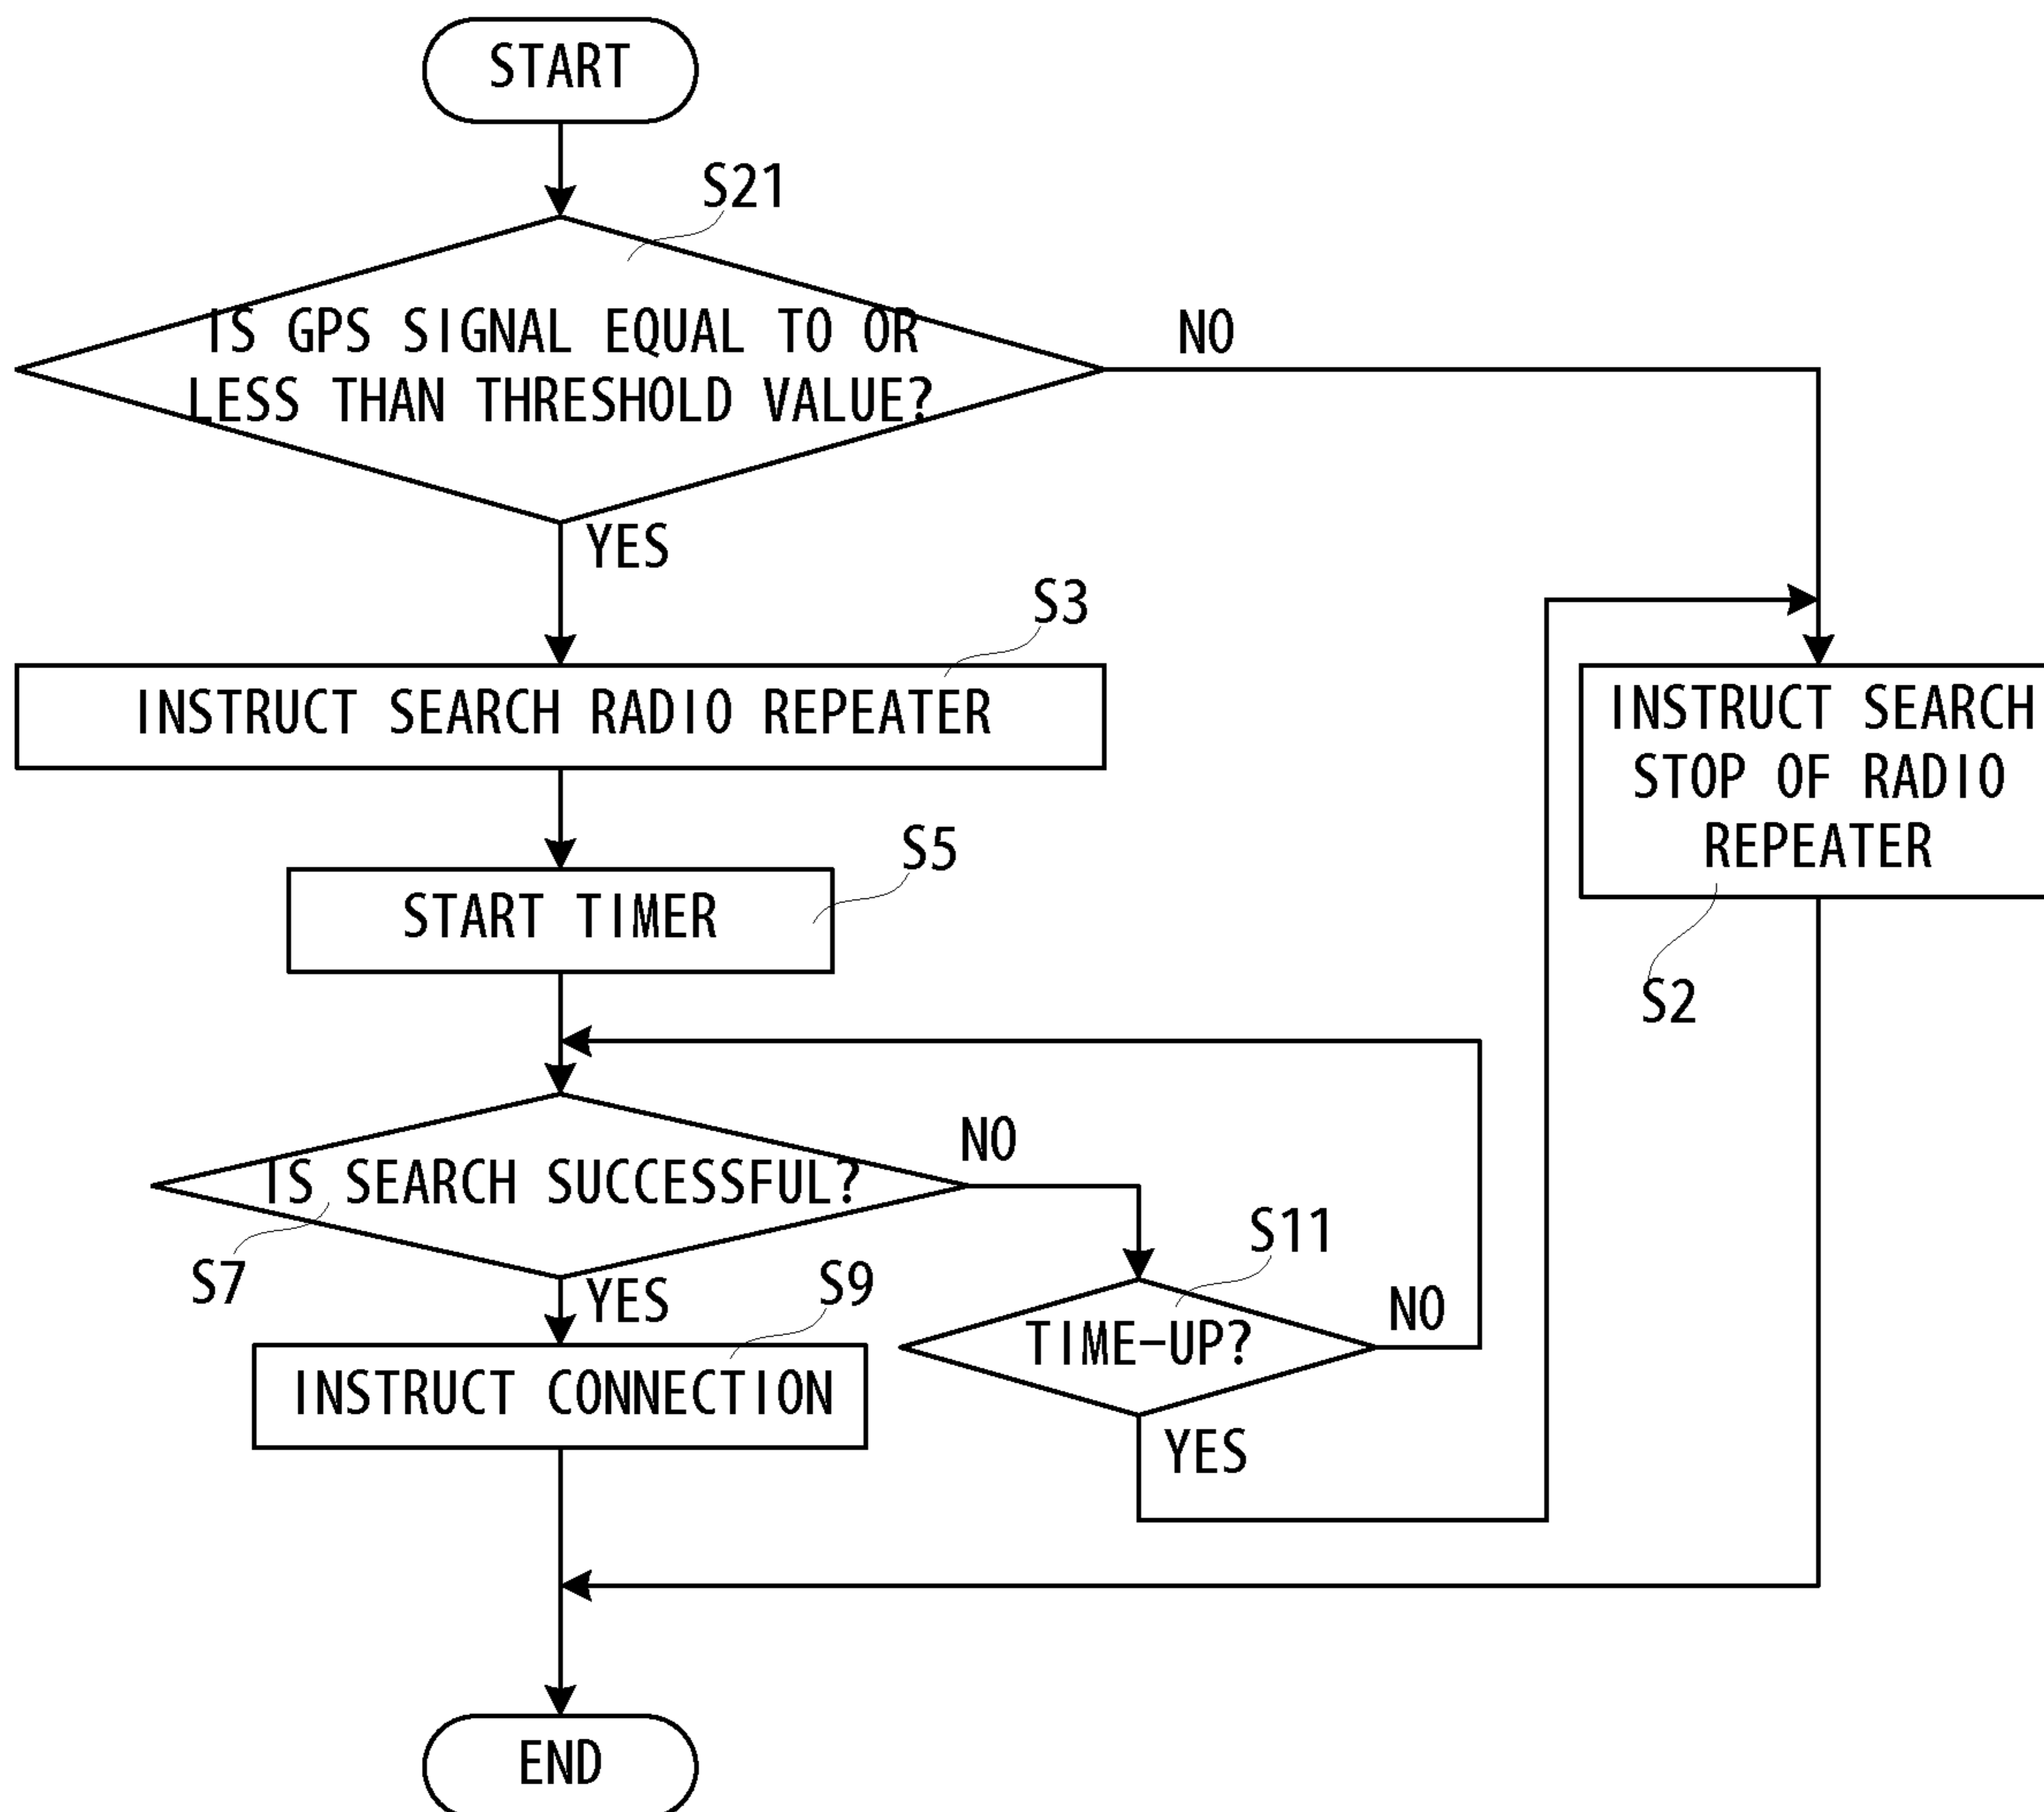 START
S21
IS GPS SIGNAL EQUAL TO OR
LESS THAN THRESHOLD VALUE?
NO
YES
S3
INSTRUCT SEARCH RADIO REPEATER
INSTRUCT SEARCH
STOP OF RADIO
REPEATER
S2
S5
START TIMER
IS SEARCH SUCCESSFUL?
NO
S7
YES
S9
INSTRUCT CONNECTION
S11
TIME-UP?
NO
YES
END